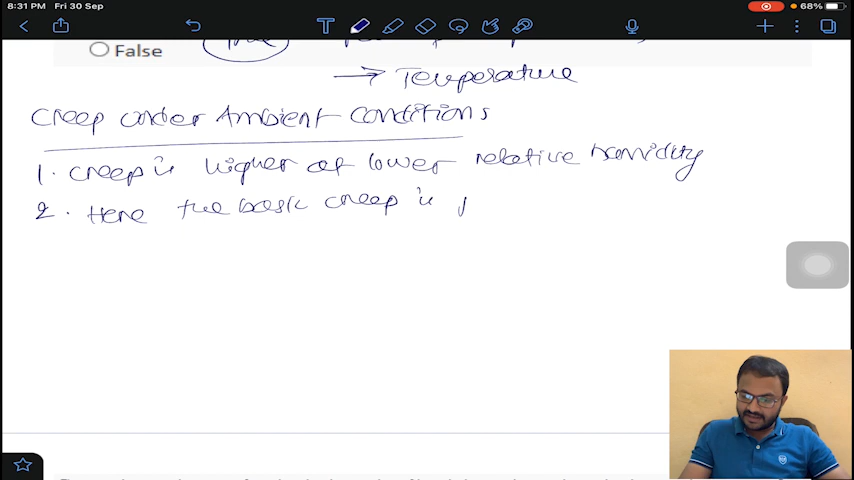 8:31 PM Fri 30 Sep
68%
False
True
→ Temperature
Creep under Ambient conditions
1. Creep is higher at lower relative humidity
2. Here the basic creep is